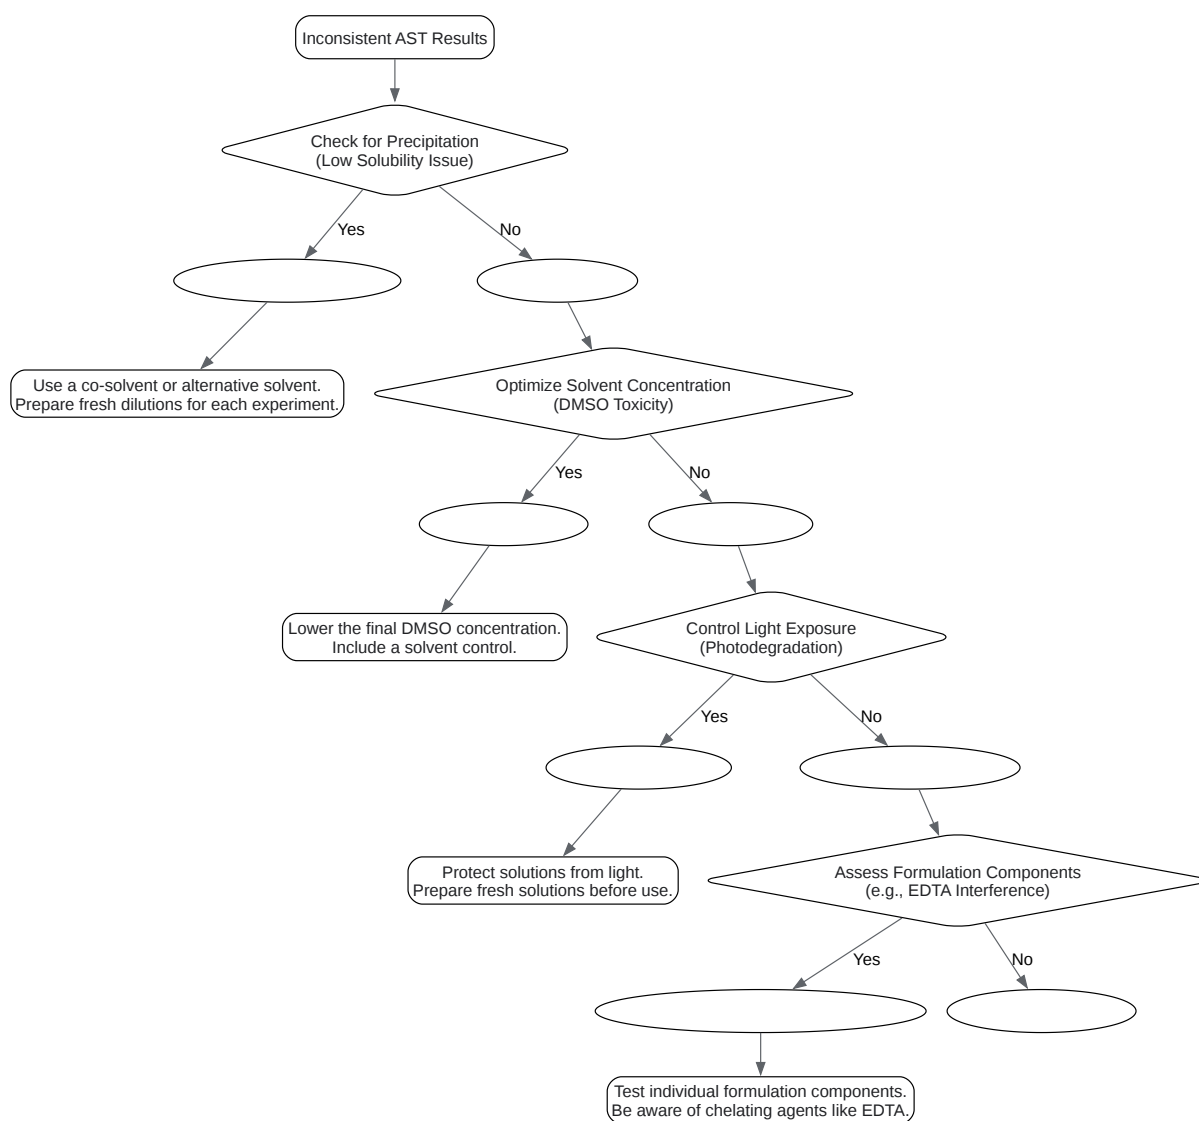 Inconsistent AST Results
Check for Precipitation
(Low Solubility Issue)
Yes
No
Use a co-solvent or alternative solvent.
Prepare fresh dilutions for each experiment.
Optimize Solvent Concentration
(DMSO Toxicity)
Yes
No
Lower the final DMSO concentration.
Include a solvent control.
Control Light Exposure
(Photodegradation)
Yes
No
Protect solutions from light.
Prepare fresh solutions before use.
Assess Formulation Components
(e.g., EDTA Interference)
Yes
No
Test individual formulation components.
Be aware of chelating agents like EDTA.